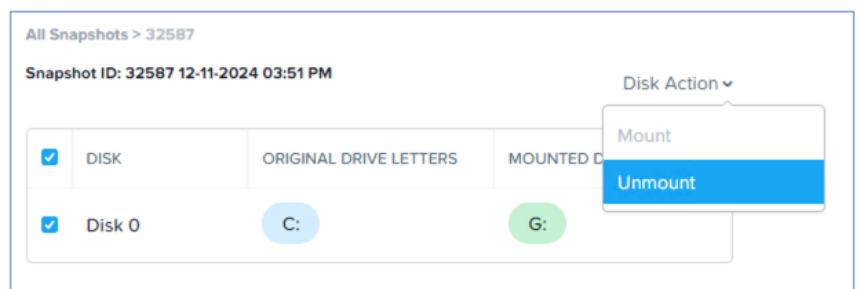 All Snapshots > 32587
Snapshot ID: 32587 12-11-2024 03:51 PM
Disk Action
Mount
Unmount
DISK ORIGINAL DRIVE LETTERS MOUNTED D
Disk 0 C: G: